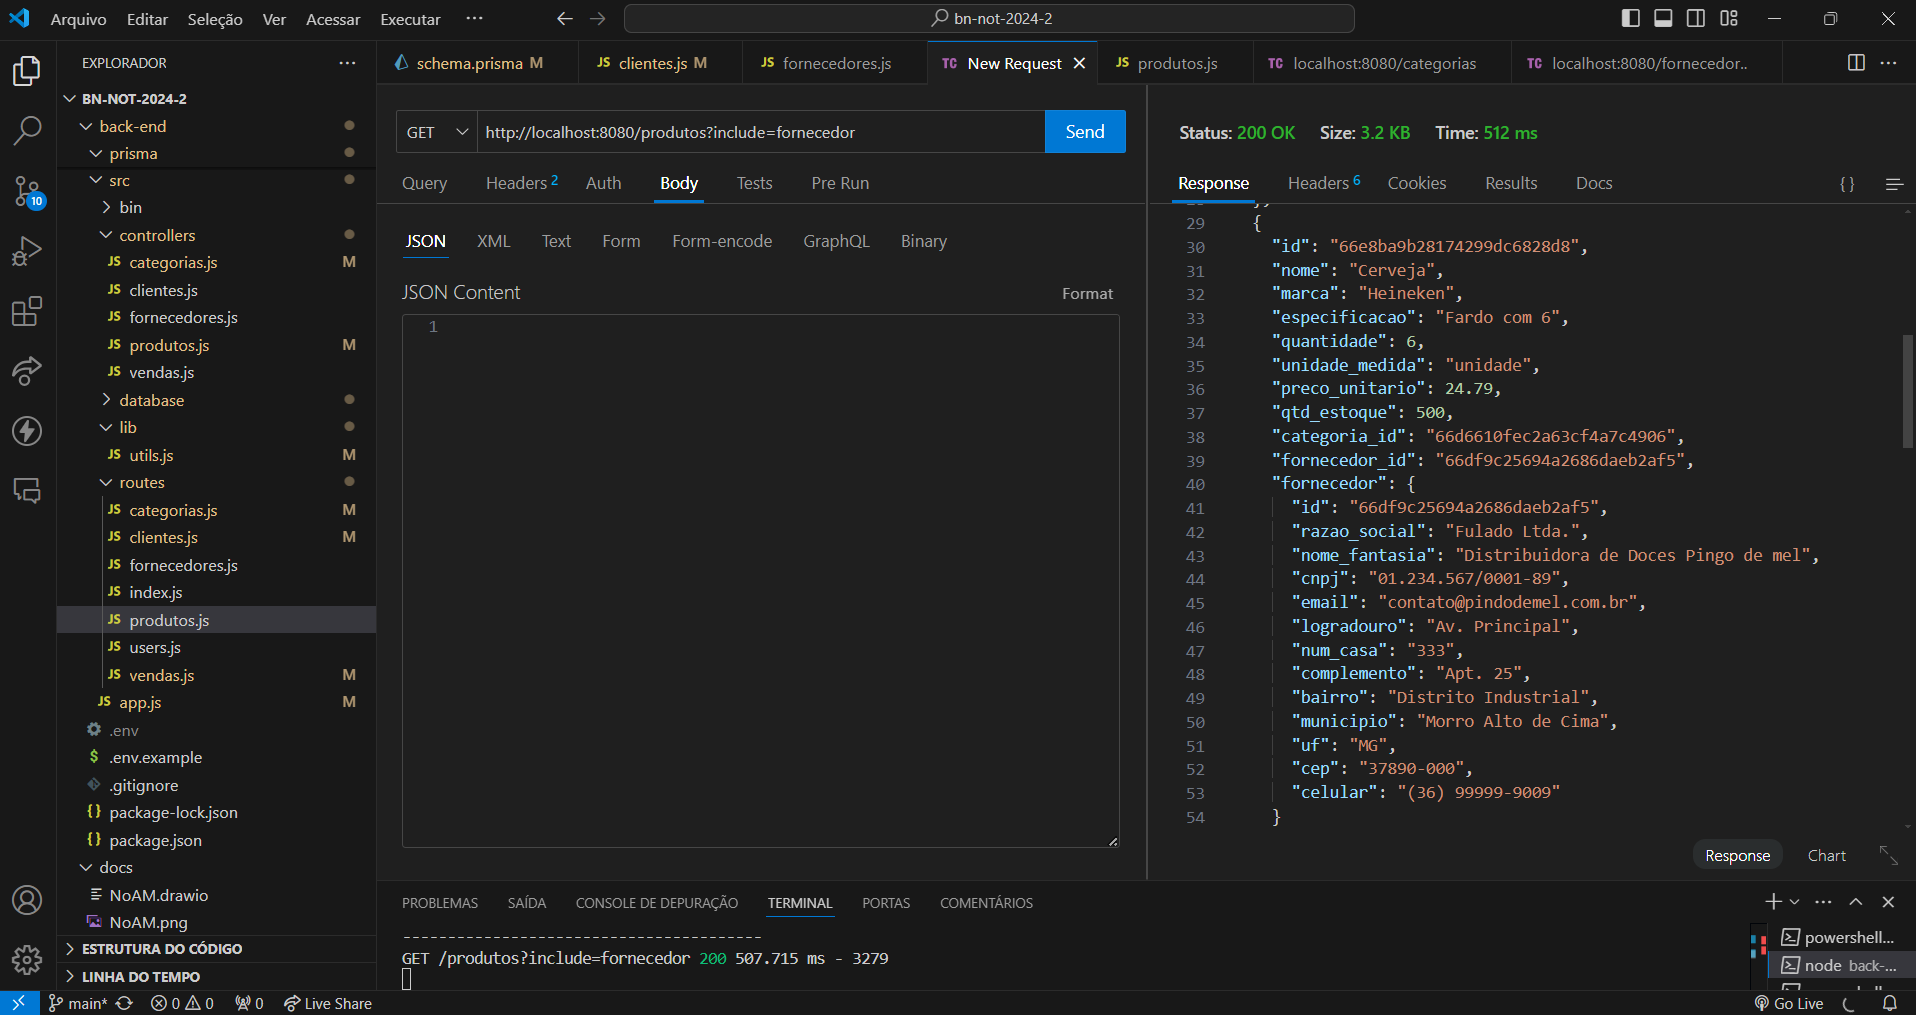 Arquivo Editar Seleção Ver Acessar Executar ··· bn-not-2024-2
EXPLORADOR ···
BN-NOT-2024-2
back-end
prisma
src
bin
controllers
JS categorias.js M
JS clientes.js
JS fornecedores.js
JS produtos.js M
JS vendas.js
database
lib
JS utils.js M
routes
JS categorias.js M
JS clientes.js M
JS fornecedores.js
JS index.js
JS produtos.js
JS users.js
JS vendas.js M
JS app.js M
.env
$ .env.example
.gitignore
{} package-lock.json
{} package.json
docs
NoAM.drawio
NoAM.png
ESTRUTURA DO CÓDIGO
LINHA DO TEMPO
10
schema.prisma M JS clientes.js M JS fornecedores.js TC New Request JS produtos.js TC localhost:8080/categorias TC localhost:8080/fornecedor..
GET http://localhost:8080/produtos?include=fornecedor Send
Query Headers 2 Auth Body Tests Pre Run
JSON XML Text Form Form-encode GraphQL Binary
JSON Content Format
1
Status: 200 OK Size: 3.2 KB Time: 512 ms
Response Headers 6 Cookies Results Docs { }
29 {
30 "id": "66e8ba9b28174299dc6828d8",
31 "nome": "Cerveja",
32 "marca": "Heineken",
33 "especificacao": "Fardo com 6",
34 "quantidade": 6,
35 "unidade_medida": "unidade",
36 "preco_unitario": 24.79,
37 "qtd_estoque": 500,
38 "categoria_id": "66d6610fec2a63cf4a7c4906",
39 "fornecedor_id": "66df9c25694a2686daeb2af5",
40 "fornecedor": {
41 "id": "66df9c25694a2686daeb2af5",
42 "razao_social": "Fulado Ltda.",
43 "nome_fantasia": "Distribuidora de Doces Pingo de mel",
44 "cnpj": "01.234.567/0001-89",
45 "email": "contato@pindodemel.com.br",
46 "logradouro": "Av. Principal",
47 "num_casa": "333",
48 "complemento": "Apt. 25",
49 "bairro": "Distrito Industrial",
50 "municipio": "Morro Alto de Cima",
51 "uf": "MG",
52 "cep": "37890-000",
53 "celular": "(36) 99999-9009"
54 }
Response Chart
PROBLEMAS SAÍDA CONSOLE DE DEPURAÇÃO TERMINAL PORTAS COMENTÁRIOS
---------------------------------------
GET /produtos?include=fornecedor 200 507.715 ms - 3279
powershell...
node back-...
main* 0 0 0 Live Share Go Live